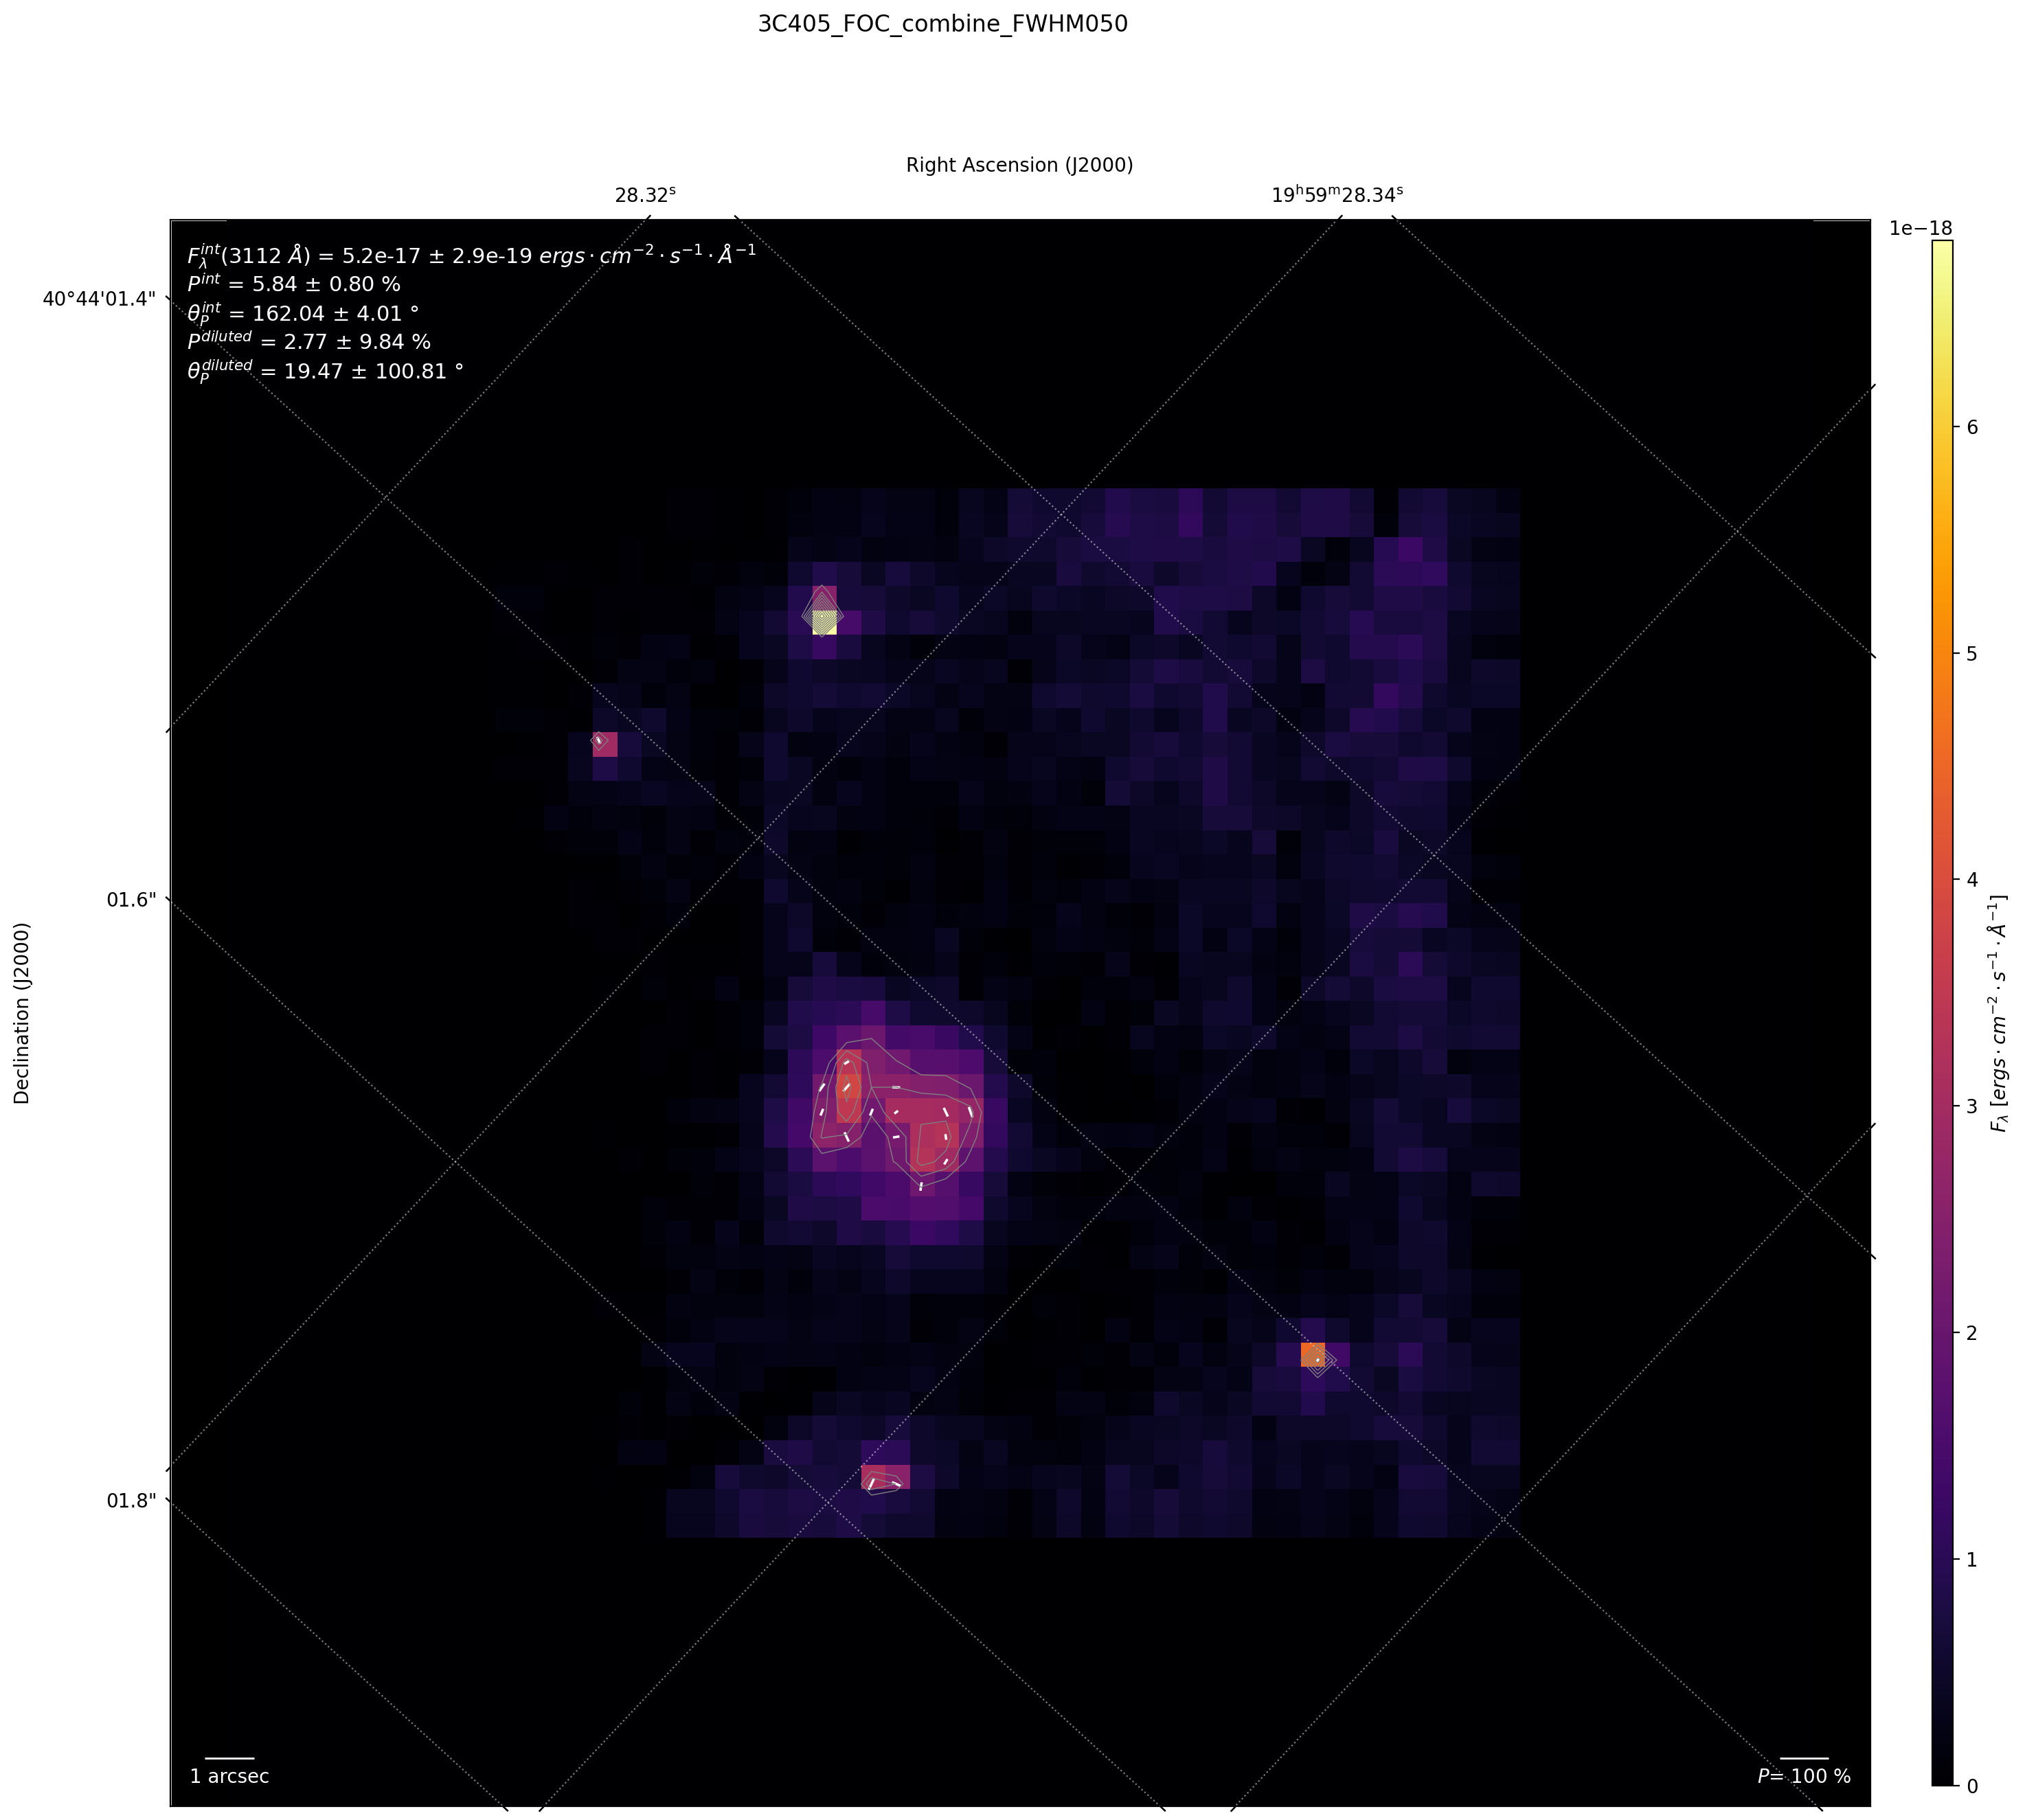 3C405_FOC_combine_FWHM050
Right Ascension (J2000)
28.32ˢ 19ʰ59ᵐ28.34ˢ
1e−18
F_λ^int(3112 Å) = 5.2e-17 ± 2.9e-19 ergs·cm⁻²·s⁻¹·Å⁻¹
P^int = 5.84 ± 0.80 %
θ_P^int = 162.04 ± 4.01 °
P^diluted = 2.77 ± 9.84 %
θ_P^diluted = 19.47 ± 100.81 °
40°44'01.4"
01.6"
01.8"
Declination (J2000)
6
5
4
3
2
1
0
F_λ [ergs·cm⁻²·s⁻¹·Å⁻¹]
1 arcsec
P= 100 %